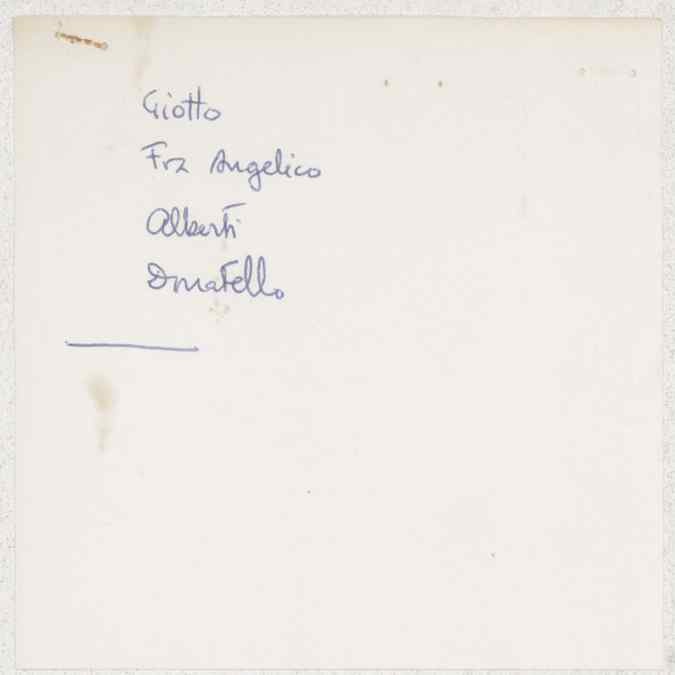 Giotto
Fra Angelico
Alberti
Donatello